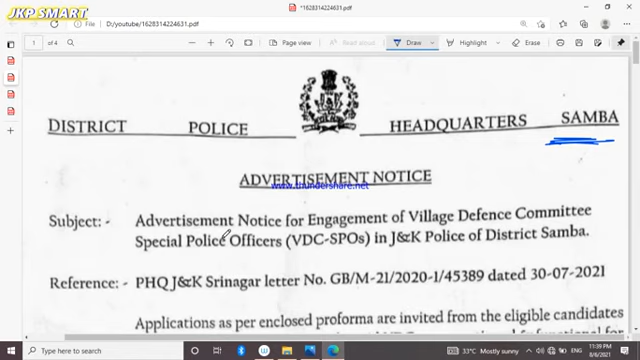 JKP SMART
*1628314224631.pdf
File
D:/youtube/1628314224631.pdf
1 of 4
Page view
Read aloud
Draw
Highlight
Erase
DISTRICT POLICE HEADQUARTERS SAMBA
ADVERTISEMENT NOTICE
www.thundershare.net
Subject: - Advertisement Notice for Engagement of Village Defence Committee
Special Police Officers (VDC-SPOs) in J&K Police of District Samba.
Reference: - PHQ J&K Srinagar letter No. GB/M-21/2020-1/45389 dated 30-07-2021
Applications as per enclosed proforma are invited from the eligible candidates
Type here to search
33°C Mostly sunny
ENG
11:39 PM
8/6/2021